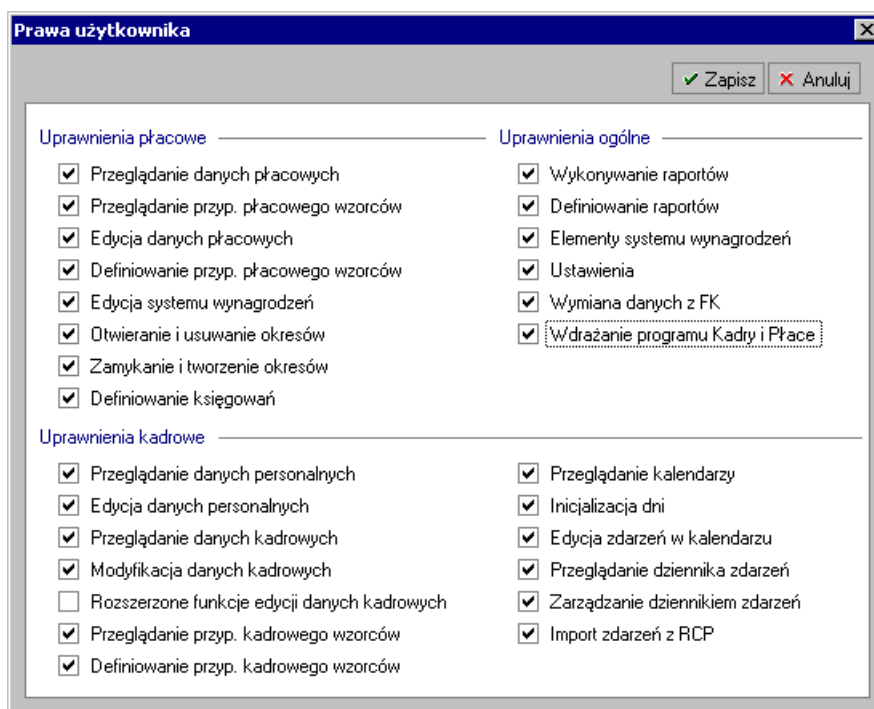 Prawa użytkownika
Zapisz
Anuluj
Uprawnienia płacowe
Przeglądanie danych płacowych
Przeglądanie przyp. płacowego wzorców
Edycja danych płacowych
Definiowanie przyp. płacowego wzorców
Edycja systemu wynagrodzeń
Otwieranie i usuwanie okresów
Zamykanie i tworzenie okresów
Definiowanie księgowań
Uprawnienia ogólne
Wykonywanie raportów
Definiowanie raportów
Elementy systemu wynagrodzeń
Ustawienia
Wymiana danych z FK
Wdrażanie programu Kadry i Płace
Uprawnienia kadrowe
Przeglądanie danych personalnych
Edycja danych personalnych
Przeglądanie danych kadrowych
Modyfikacja danych kadrowych
Rozszerzone funkcje edycji danych kadrowych
Przeglądanie przyp. kadrowego wzorców
Definiowanie przyp. kadrowego wzorców
Przeglądanie kalendarzy
Inicjalizacja dni
Edycja zdarzeń w kalendarzu
Przeglądanie dziennika zdarzeń
Zarządzanie dziennikiem zdarzeń
Import zdarzeń z RCP